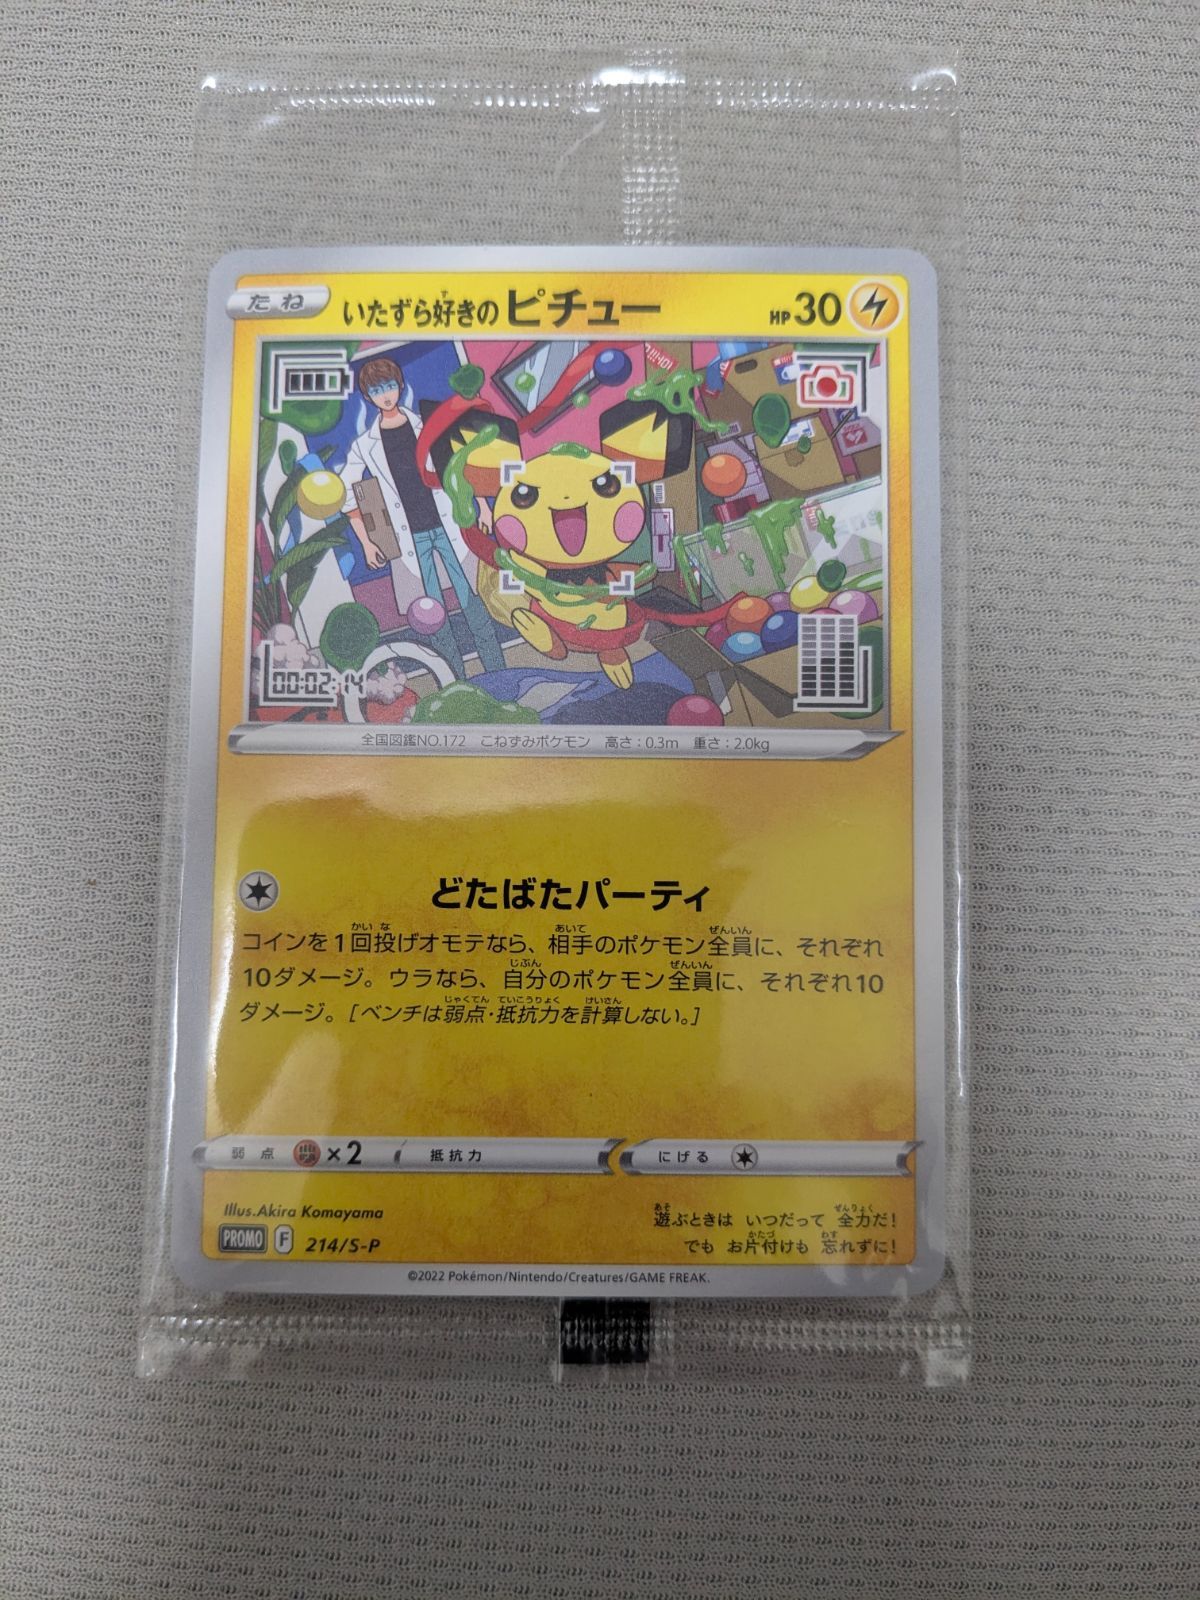 たね いたずら好きのピチュー HP30
00:02:14
全国図鑑NO.172 こねずみポケモン 高さ：0.3m 重さ：2.0kg
どたばたパーティ
コインを1回投げオモテなら、相手のポケモン全員に、それぞれ
10ダメージ。ウラなら、自分のポケモン全員に、それぞれ10
ダメージ。［ベンチは弱点・抵抗力を計算しない。］
弱点 ×2 抵抗力 にげる
Illus.Akira Komayama
PROMO F 214/S-P
遊ぶときは いつだって 全力だ！
でも お片付けも 忘れずに！
©2022 Pokémon/Nintendo/Creatures/GAME FREAK.